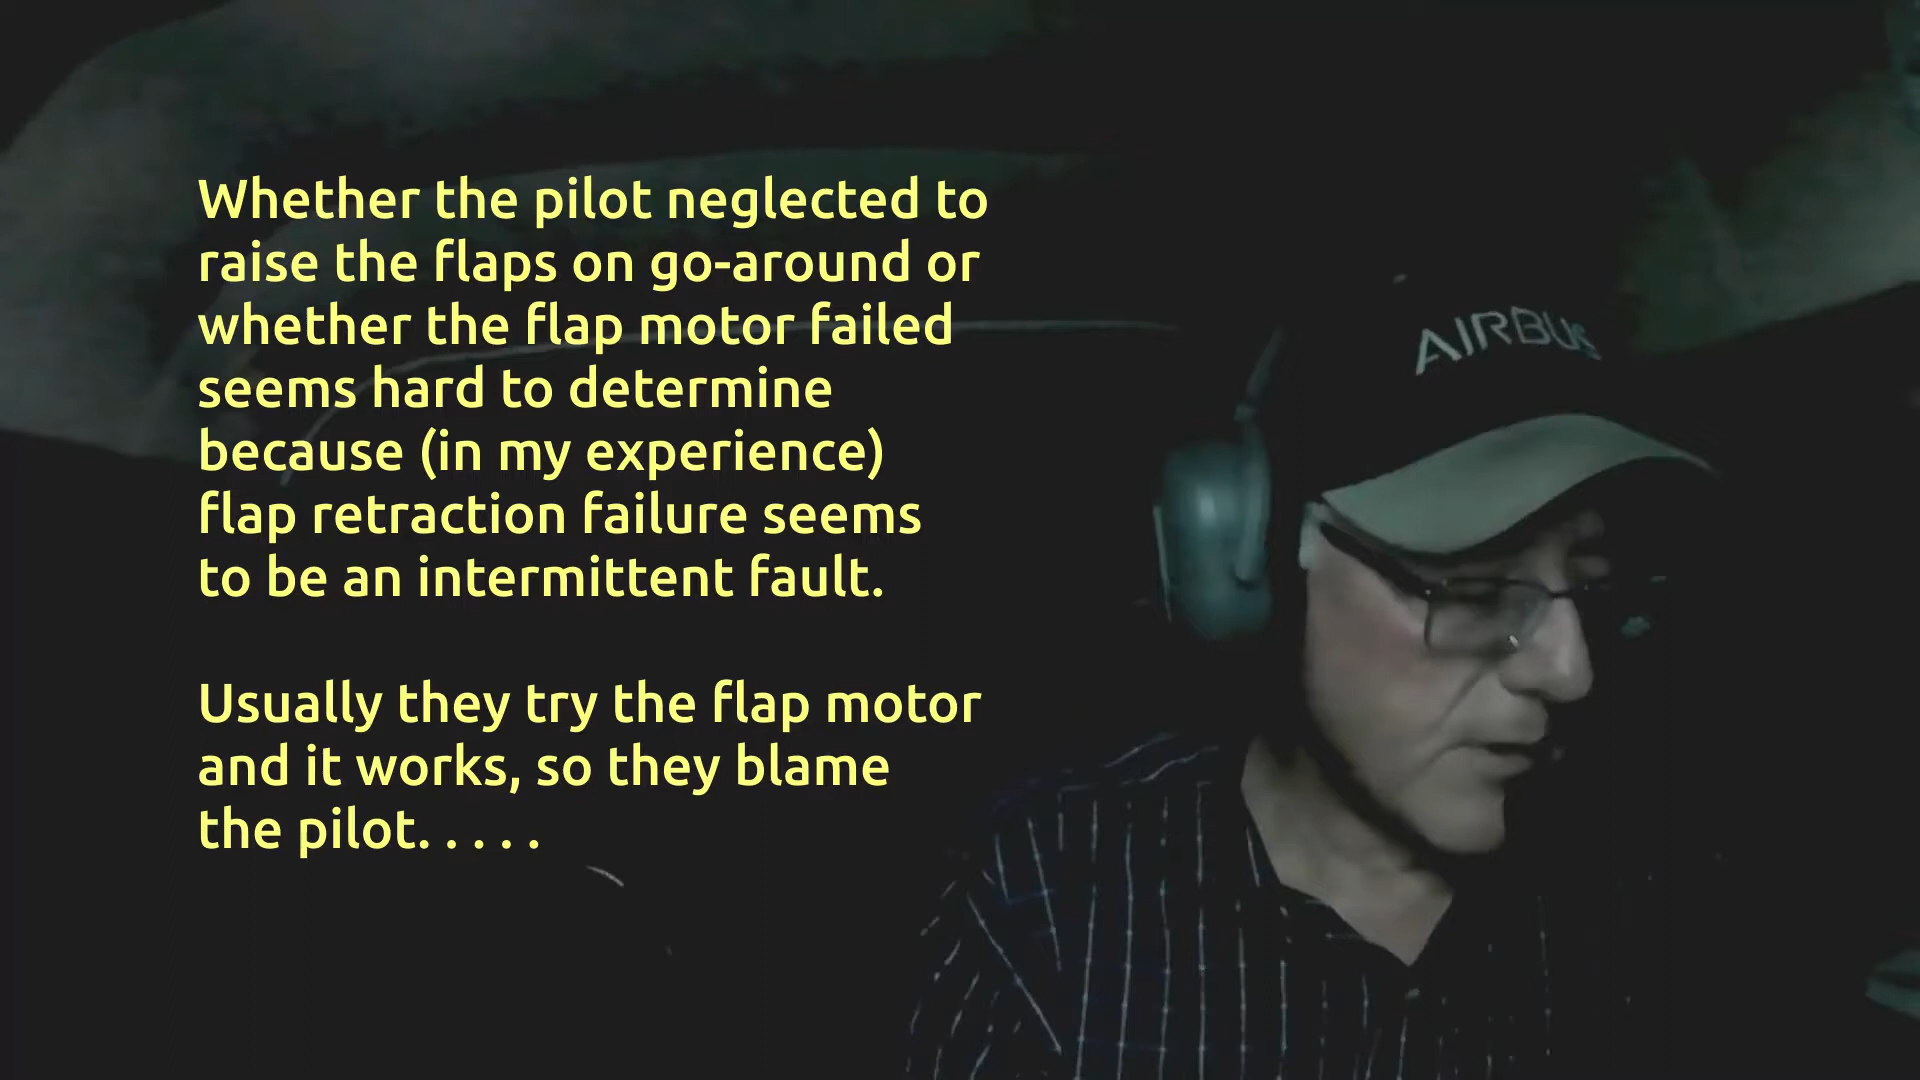 Whether the pilot neglected to
raise the flaps on go-around or
whether the flap motor failed
seems hard to determine
because (in my experience)
flap retraction failure seems
to be an intermittent fault.
Usually they try the flap motor
and it works, so they blame
the pilot. . . . .
AIRBUS